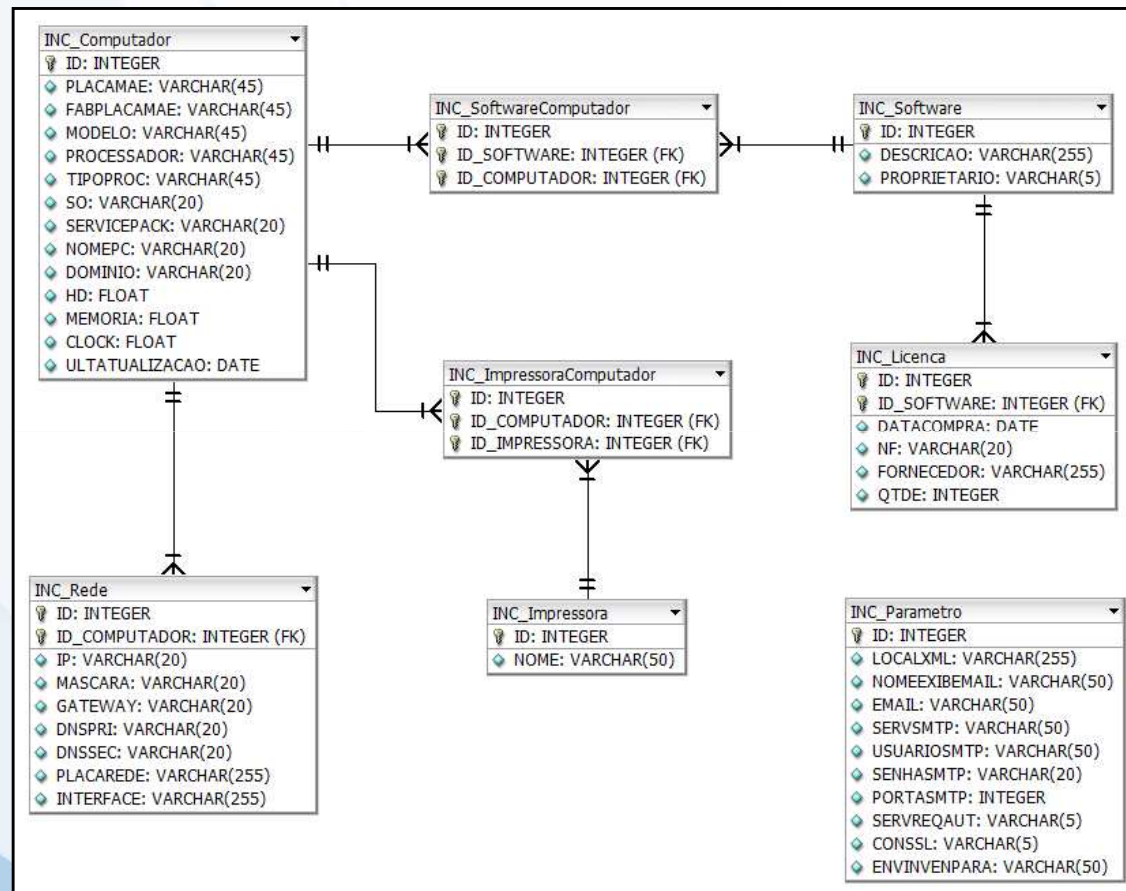 INC_Computador
ID: INTEGER
PLACAMAE: VARCHAR(45)
FABPLACAMAE: VARCHAR(45)
MODELO: VARCHAR(45)
PROCESSADOR: VARCHAR(45)
TIPOPROC: VARCHAR(45)
SO: VARCHAR(20)
SERVICEPACK: VARCHAR(20)
NOMEPC: VARCHAR(20)
DOMINIO: VARCHAR(20)
HD: FLOAT
MEMORIA: FLOAT
CLOCK: FLOAT
ULTATUALIZACAO: DATE
INC_SoftwareComputador
ID: INTEGER
ID_SOFTWARE: INTEGER (FK)
ID_COMPUTADOR: INTEGER (FK)
INC_Software
ID: INTEGER
DESCRICAO: VARCHAR(255)
PROPRIETARIO: VARCHAR(5)
INC_ImpressoraComputador
ID: INTEGER
ID_COMPUTADOR: INTEGER (FK)
ID_IMPRESSORA: INTEGER (FK)
INC_Licenca
ID: INTEGER
ID_SOFTWARE: INTEGER (FK)
DATACOMPRA: DATE
NF: VARCHAR(20)
FORNECEDOR: VARCHAR(255)
QTDE: INTEGER
INC_Rede
ID: INTEGER
ID_COMPUTADOR: INTEGER (FK)
IP: VARCHAR(20)
MASCARA: VARCHAR(20)
GATEWAY: VARCHAR(20)
DNSPRI: VARCHAR(20)
DNSSEC: VARCHAR(20)
PLACAREDE: VARCHAR(255)
INTERFACE: VARCHAR(255)
INC_Impressora
ID: INTEGER
NOME: VARCHAR(50)
INC_Parametro
ID: INTEGER
LOCALXML: VARCHAR(255)
NOMEEXIBEMAIL: VARCHAR(50)
EMAIL: VARCHAR(50)
SERVSMTP: VARCHAR(50)
USUARIOSMTP: VARCHAR(50)
SENHASMTP: VARCHAR(20)
PORTASMTP: INTEGER
SERVREQAUT: VARCHAR(5)
CONSSL: VARCHAR(5)
ENVINVENPARA: VARCHAR(50)